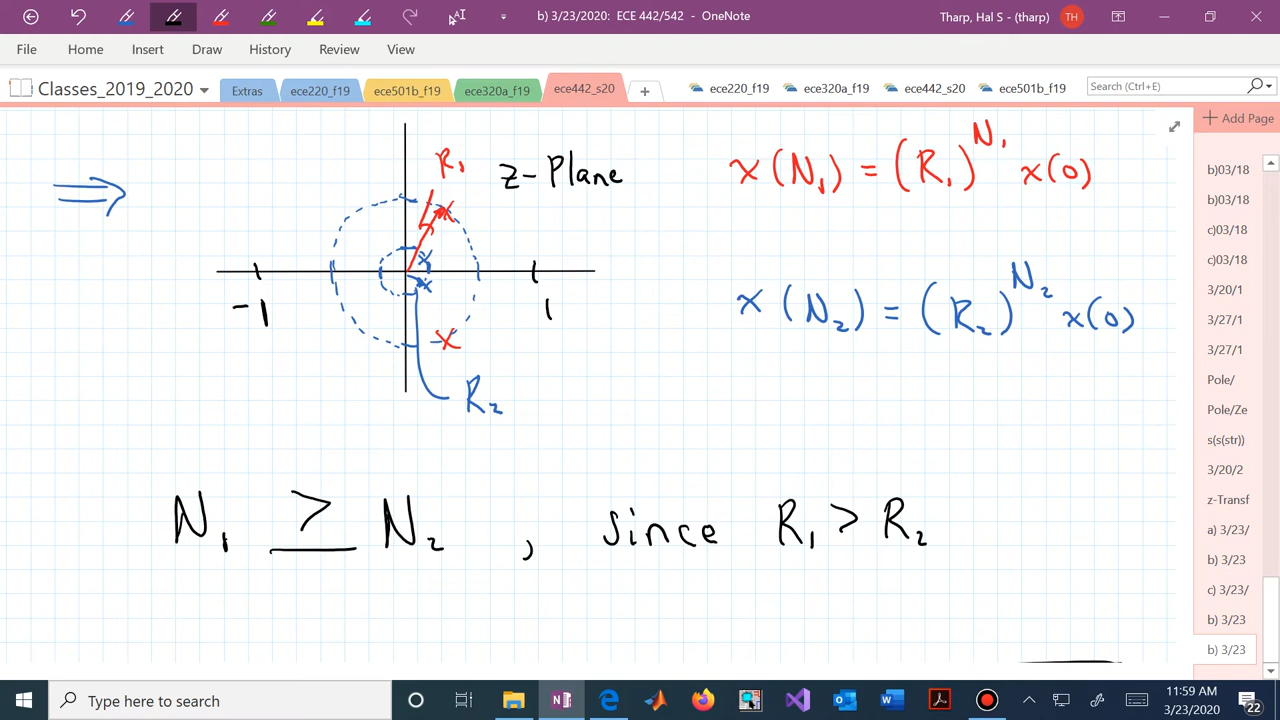 b) 3/23/2020: ECE 442/542 - OneNote
Tharp, Hal S - (tharp)
TH
File Home Insert Draw History Review View
Classes_2019_2020
Extras
ece220_f19
ece501b_f19
ece320a_f19
ece442_s20
ece220_f19
ece320a_f19
ece442_s20
ece501b_f19
Search (Ctrl+E)
Add Page
b)03/18
b)03/18
c)03/18
c)03/18
3/20/1
3/27/1
3/27/1
Pole/
Pole/Ze
s(s(str))
3/20/2
z-Transf
a) 3/23/
b) 3/23
c) 3/23/
b) 3/23
b) 3/23
R₁
z-Plane
x(N₁) = (R₁)^N₁ x(0)
-1
1
x(N₂) = (R₂)^N₂ x(0)
R₂
N₁ ≥ N₂ , since R₁ > R₂
Type here to search
11:59 AM
3/23/2020
22